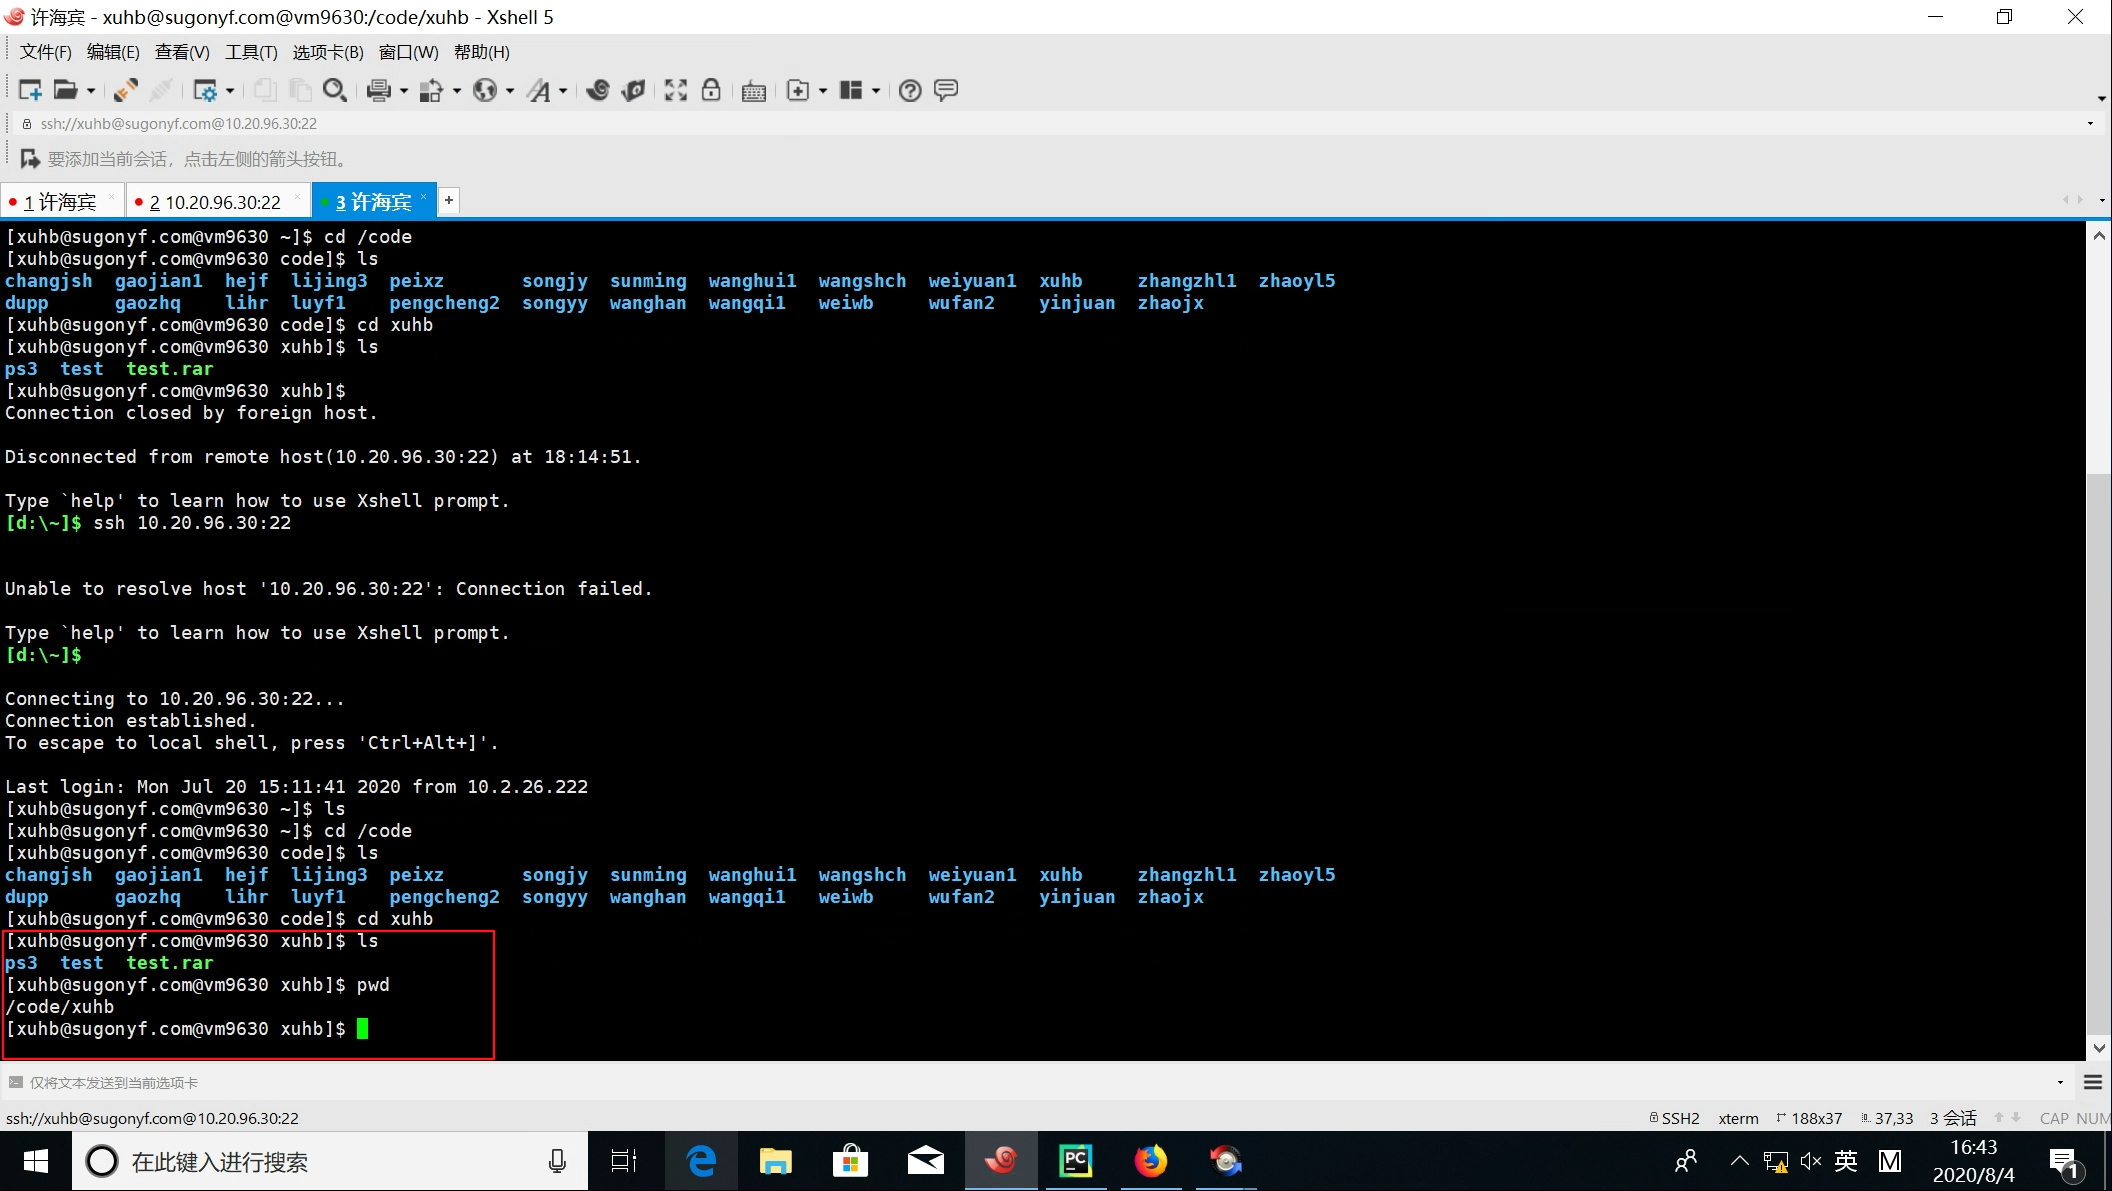 许海宾 - xuhb@sugonyf.com@vm9630:/code/xuhb - Xshell 5
文件(F) 编辑(E) 查看(V) 工具(T) 选项卡(B) 窗口(W) 帮助(H)
ssh://xuhb@sugonyf.com@10.20.96.30:22
要添加当前会话，点击左侧的箭头按钮。
1 许海宾 2 10.20.96.30:22 3 许海宾 +
[xuhb@sugonyf.com@vm9630 ~]$ cd /code
[xuhb@sugonyf.com@vm9630 code]$ ls
changjsh gaojian1 hejf lijing3 peixz songjy sunming wanghui1 wangshch weiyuan1 xuhb zhangzhl1 zhaoyl5
dupp gaozhq lihr luyf1 pengcheng2 songyy wanghan wangqi1 weiwb wufan2 yinjuan zhaojx
[xuhb@sugonyf.com@vm9630 code]$ cd xuhb
[xuhb@sugonyf.com@vm9630 xuhb]$ ls
ps3 test test.rar
[xuhb@sugonyf.com@vm9630 xuhb]$
Connection closed by foreign host.
Disconnected from remote host(10.20.96.30:22) at 18:14:51.
Type `help' to learn how to use Xshell prompt.
[d:\~]$ ssh 10.20.96.30:22
Unable to resolve host '10.20.96.30:22': Connection failed.
Type `help' to learn how to use Xshell prompt.
[d:\~]$
Connecting to 10.20.96.30:22...
Connection established.
To escape to local shell, press 'Ctrl+Alt+]'.
Last login: Mon Jul 20 15:11:41 2020 from 10.2.26.222
[xuhb@sugonyf.com@vm9630 ~]$ ls
[xuhb@sugonyf.com@vm9630 ~]$ cd /code
[xuhb@sugonyf.com@vm9630 code]$ ls
changjsh gaojian1 hejf lijing3 peixz songjy sunming wanghui1 wangshch weiyuan1 xuhb zhangzhl1 zhaoyl5
dupp gaozhq lihr luyf1 pengcheng2 songyy wanghan wangqi1 weiwb wufan2 yinjuan zhaojx
[xuhb@sugonyf.com@vm9630 code]$ cd xuhb
[xuhb@sugonyf.com@vm9630 xuhb]$ ls
ps3 test test.rar
[xuhb@sugonyf.com@vm9630 xuhb]$ pwd
/code/xuhb
[xuhb@sugonyf.com@vm9630 xuhb]$
仅将文本发送到当前选项卡
ssh://xuhb@sugonyf.com@10.20.96.30:22 SSH2 xterm 188x37 37,33 3 会话 CAP NUM
在此键入进行搜索 PC 英 M 16:43
2020/8/4 1